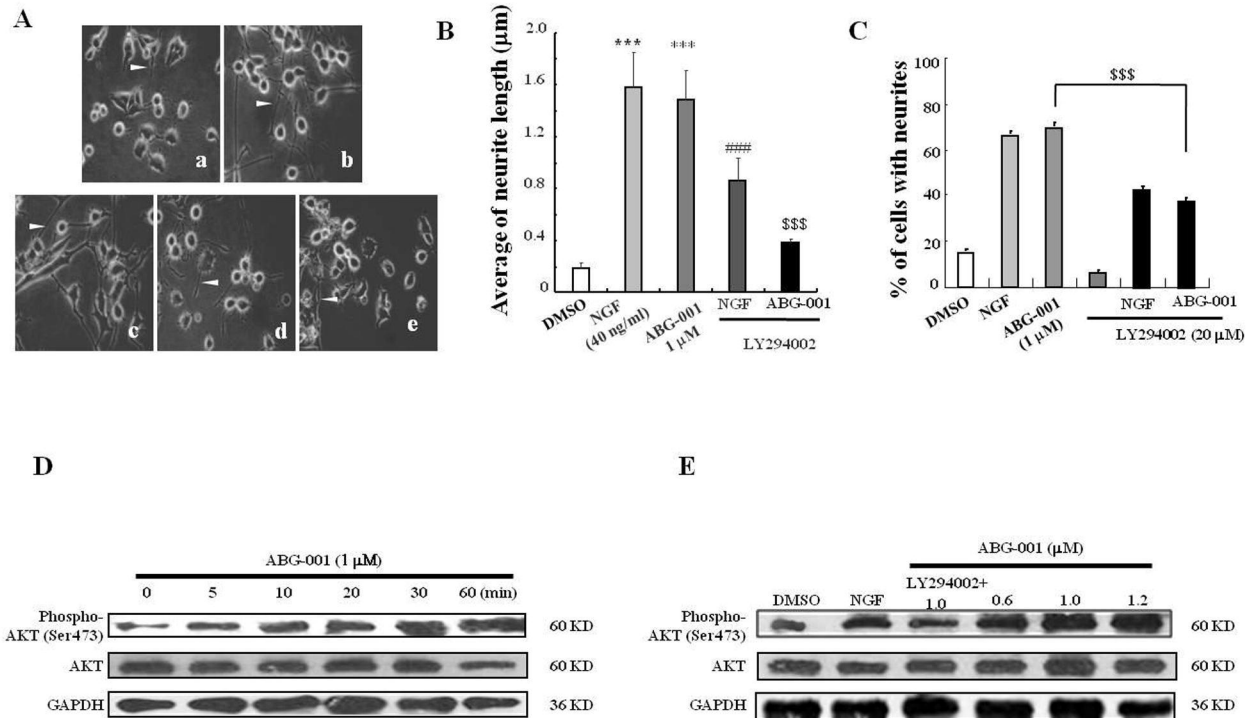 A
a
b
c
d
e
B
Average of neurite length (μm)
2.0
1.6
1.2
0.8
0.4
0
***
***
###
$$$
DMSO
NGF
(40 ng/ml)
ABG-001
1 μM
NGF
ABG-001
LY294002
C
% of cells with neurites
100
80
60
40
20
0
$$$
DMSO
NGF
ABG-001
(1 μM)
NGF
ABG-001
LY294002 (20 μM)
D
ABG-001 (1 μM)
0 5 10 20 30 60 (min)
Phospho-
AKT (Ser473)
60 KD
AKT
60 KD
GAPDH
36 KD
E
ABG-001 (μM)
LY294002+
DMSO NGF 1.0 0.6 1.0 1.2
Phospho-
AKT (Ser473)
60 KD
AKT
60 KD
GAPDH
36 KD